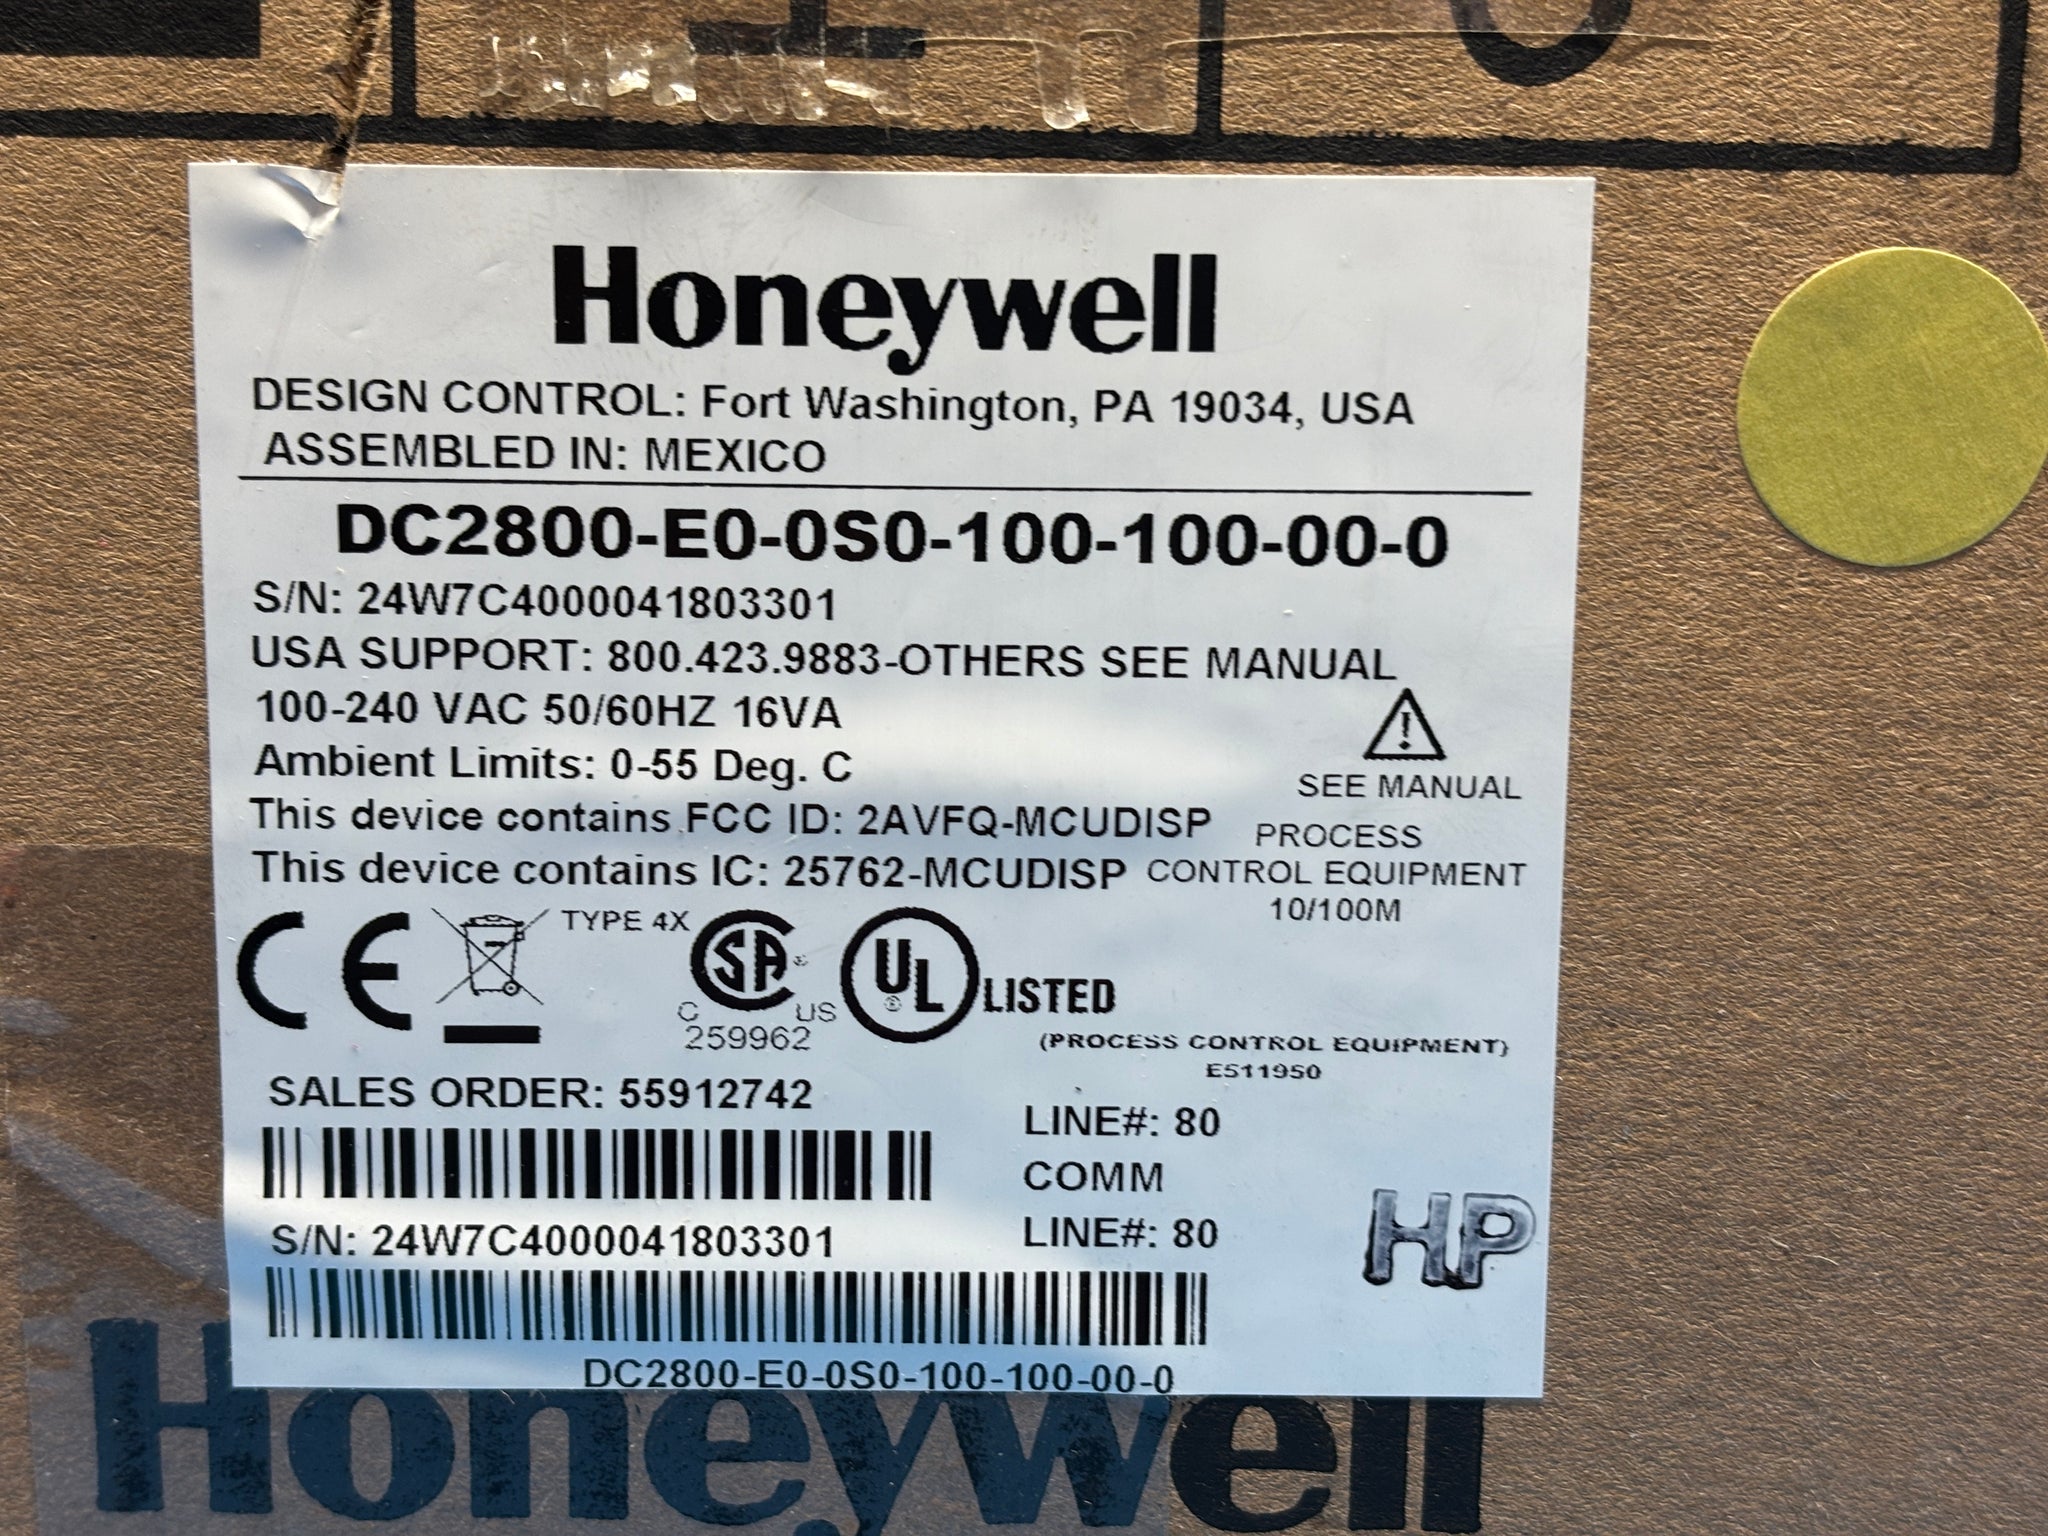 Honeywell
DESIGN CONTROL: Fort Washington, PA 19034, USA
ASSEMBLED IN: MEXICO
DC2800-E0-0S0-100-100-00-0
S/N: 24W7C4000041803301
USA SUPPORT: 800.423.9883-OTHERS SEE MANUAL
100-240 VAC 50/60HZ 16VA
Ambient Limits: 0-55 Deg. C
SEE MANUAL
This device contains FCC ID: 2AVFQ-MCUDISP
This device contains IC: 25762-MCUDISP
PROCESS
CONTROL EQUIPMENT
10/100M
CE
TYPE 4X
SA
C US
259962
UL LISTED
(PROCESS CONTROL EQUIPMENT)
E511950
SALES ORDER: 55912742
LINE#: 80
COMM
LINE#: 80
HP
S/N: 24W7C4000041803301
DC2800-E0-0S0-100-100-00-0
Honeywell